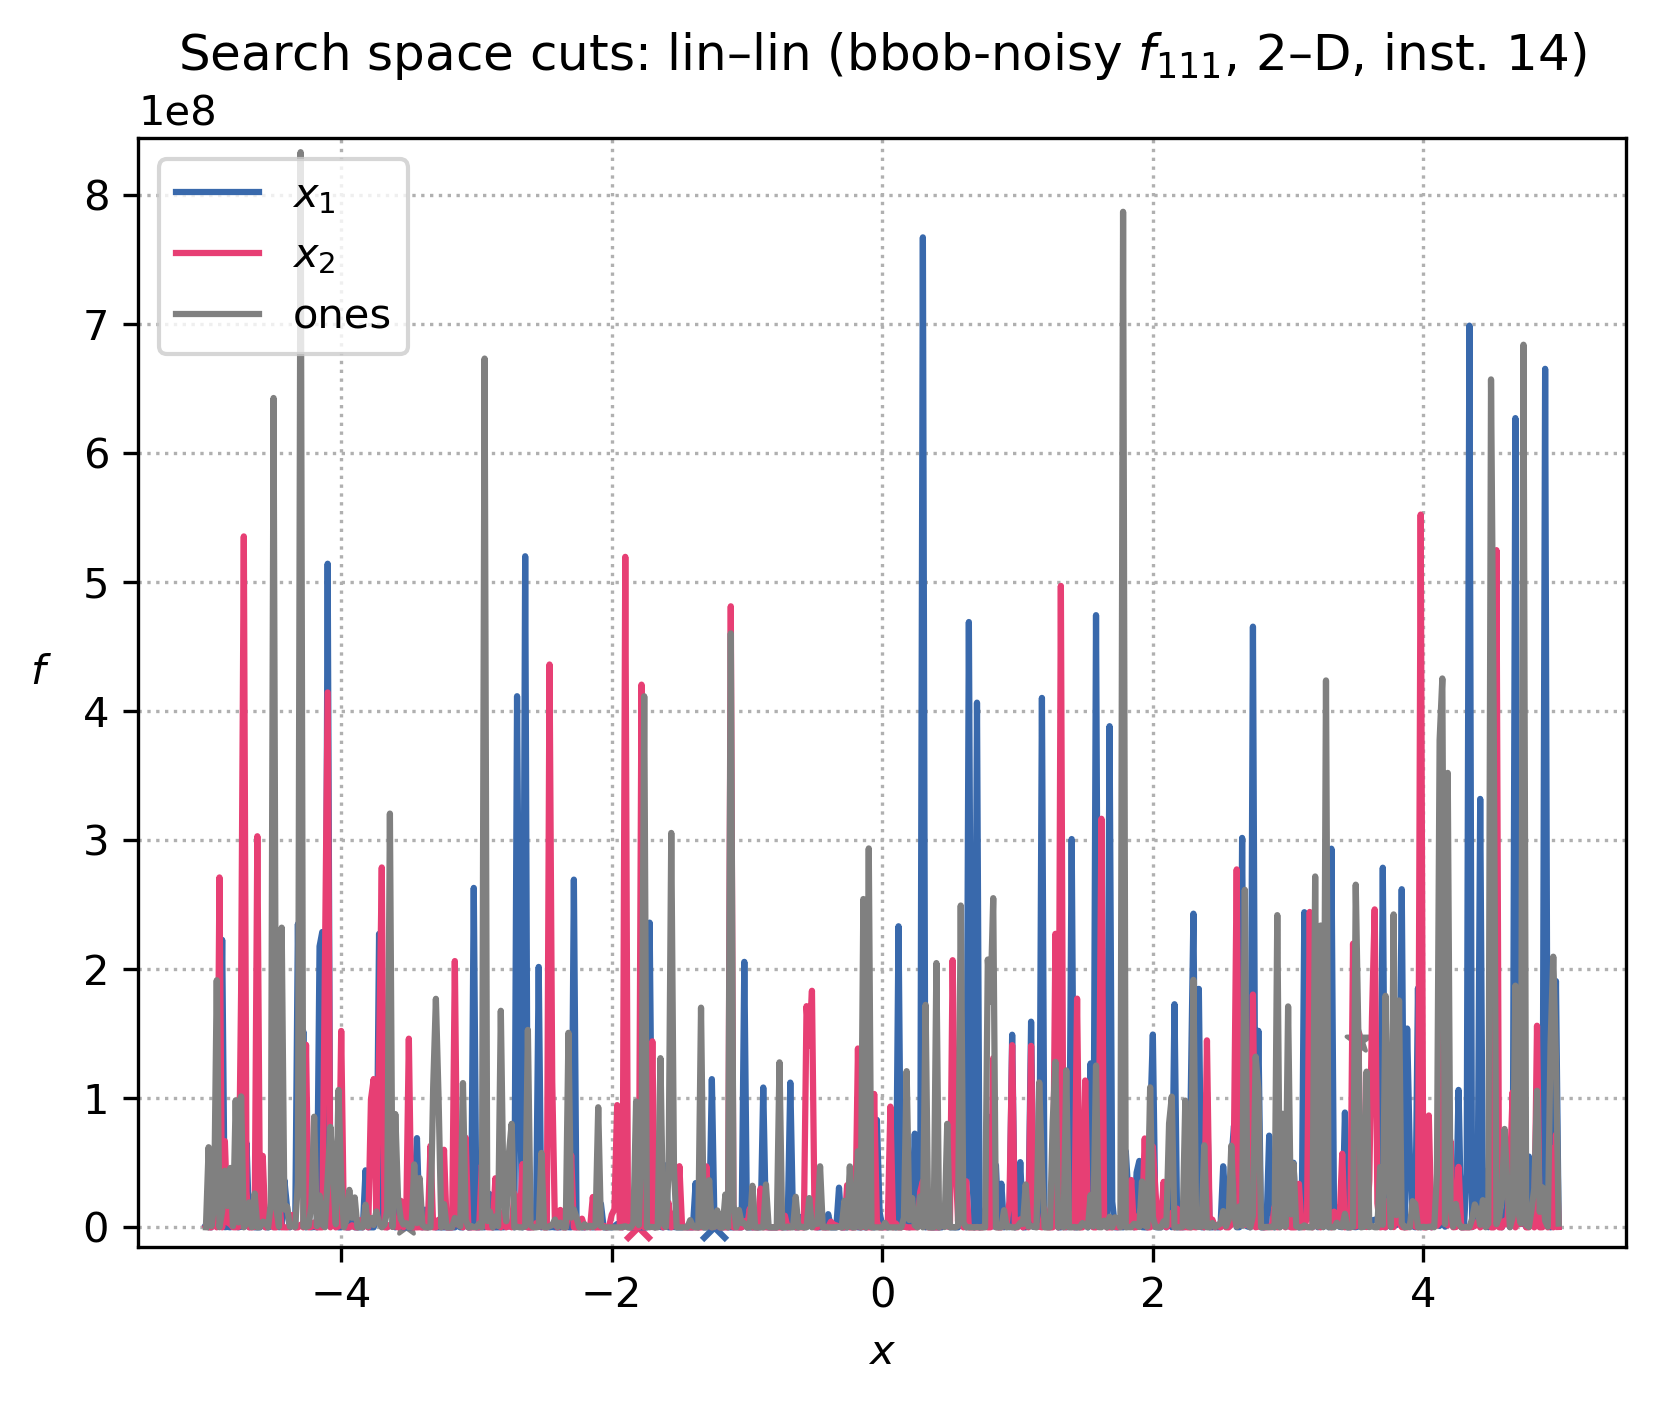 Search space cuts: lin–lin (bbob-noisy f₁₁₁, 2–D, inst. 14)
1e8
x₁
x₂
ones
8
7
6
5
4
3
2
1
0
f
−4
−2
0
2
4
x